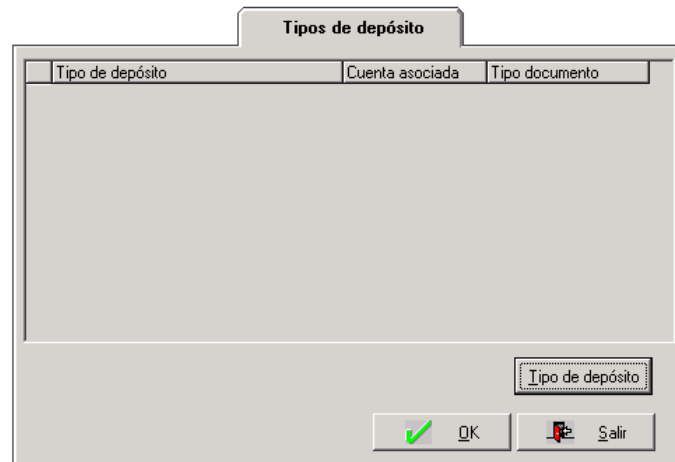 Tipos de depósito
Tipo de depósito Cuenta asociada Tipo documento
Tipo de depósito
OK Salir